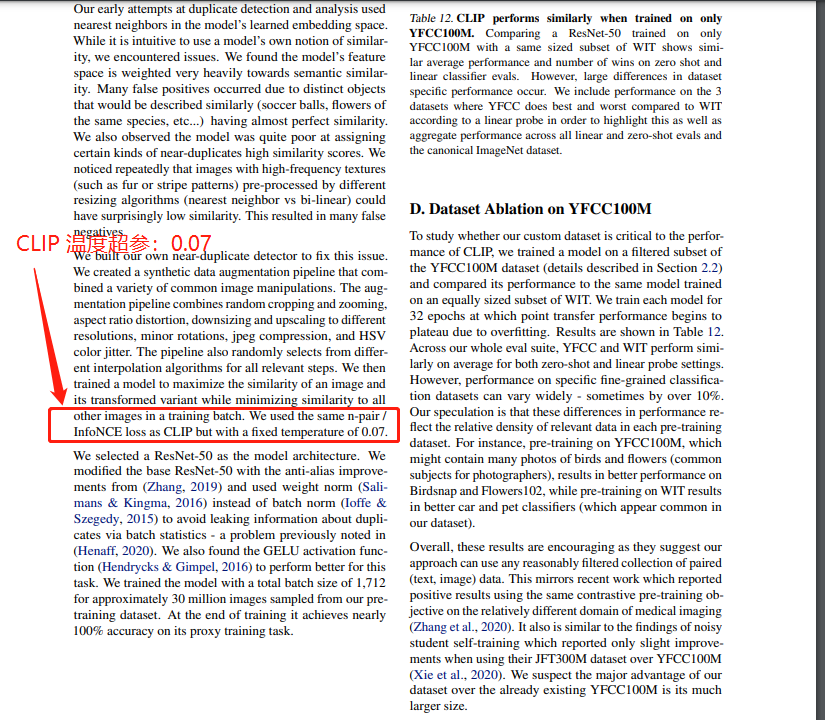 Our early attempts at duplicate detection and analysis used
nearest neighbors in the model's learned embedding space.
While it is intuitive to use a model's own notion of similar-
ity, we encountered issues. We found the model's feature
space is weighted very heavily towards semantic similar-
ity. Many false positives occurred due to distinct objects
that would be described similarly (soccer balls, flowers of
the same species, etc...) having almost perfect similarity.
We also observed the model was quite poor at assigning
certain kinds of near-duplicates high similarity scores. We
noticed repeatedly that images with high-frequency textures
(such as fur or stripe patterns) pre-processed by different
resizing algorithms (nearest neighbor vs bi-linear) could
have surprisingly low similarity. This resulted in many false
negatives.
CLIP 温度超参：0.07
We built our own near-duplicate detector to fix this issue.
We created a synthetic data augmentation pipeline that com-
bined a variety of common image manipulations. The aug-
mentation pipeline combines random cropping and zooming,
aspect ratio distortion, downsizing and upscaling to different
resolutions, minor rotations, jpeg compression, and HSV
color jitter. The pipeline also randomly selects from differ-
ent interpolation algorithms for all relevant steps. We then
trained a model to maximize the similarity of an image and
its transformed variant while minimizing similarity to all
other images in a training batch. We used the same n-pair /
InfoNCE loss as CLIP but with a fixed temperature of 0.07.
We selected a ResNet-50 as the model architecture. We
modified the base ResNet-50 with the anti-alias improve-
ments from (Zhang, 2019) and used weight norm (Sali-
mans & Kingma, 2016) instead of batch norm (Ioffe &
Szegedy, 2015) to avoid leaking information about dupli-
cates via batch statistics - a problem previously noted in
(Henaff, 2020). We also found the GELU activation func-
tion (Hendrycks & Gimpel, 2016) to perform better for this
task. We trained the model with a total batch size of 1,712
for approximately 30 million images sampled from our pre-
training dataset. At the end of training it achieves nearly
100% accuracy on its proxy training task.
Table 12. CLIP performs similarly when trained on only
YFCC100M. Comparing a ResNet-50 trained on only
YFCC100M with a same sized subset of WIT shows simi-
lar average performance and number of wins on zero shot and
linear classifier evals. However, large differences in dataset
specific performance occur. We include performance on the 3
datasets where YFCC does best and worst compared to WIT
according to a linear probe in order to highlight this as well as
aggregate performance across all linear and zero-shot evals and
the canonical ImageNet dataset.
D. Dataset Ablation on YFCC100M
To study whether our custom dataset is critical to the perfor-
mance of CLIP, we trained a model on a filtered subset of
the YFCC100M dataset (details described in Section 2.2)
and compared its performance to the same model trained
on an equally sized subset of WIT. We train each model for
32 epochs at which point transfer performance begins to
plateau due to overfitting. Results are shown in Table 12.
Across our whole eval suite, YFCC and WIT perform simi-
larly on average for both zero-shot and linear probe settings.
However, performance on specific fine-grained classifica-
tion datasets can vary widely - sometimes by over 10%.
Our speculation is that these differences in performance re-
flect the relative density of relevant data in each pre-training
dataset. For instance, pre-training on YFCC100M, which
might contain many photos of birds and flowers (common
subjects for photographers), results in better performance on
Birdsnap and Flowers102, while pre-training on WIT results
in better car and pet classifiers (which appear common in
our dataset).
Overall, these results are encouraging as they suggest our
approach can use any reasonably filtered collection of paired
(text, image) data. This mirrors recent work which reported
positive results using the same contrastive pre-training ob-
jective on the relatively different domain of medical imaging
(Zhang et al., 2020). It also is similar to the findings of noisy
student self-training which reported only slight improve-
ments when using their JFT300M dataset over YFCC100M
(Xie et al., 2020). We suspect the major advantage of our
dataset over the already existing YFCC100M is its much
larger size.